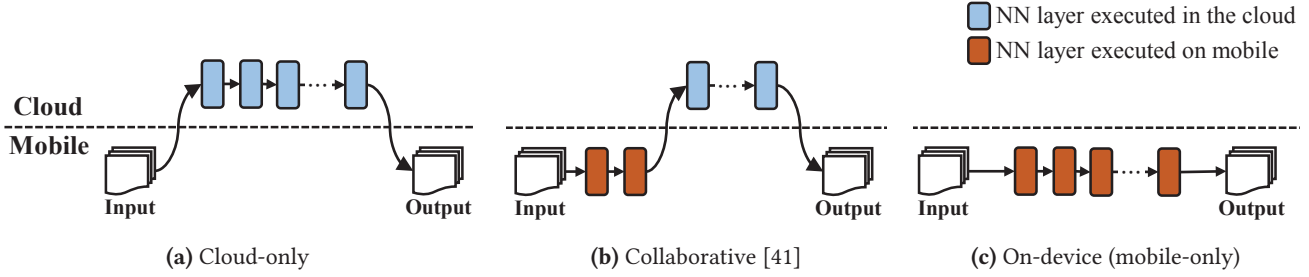 NN layer executed in the cloud
NN layer executed on mobile
Cloud
Mobile
Input
Output
Input
Output
Input
Output
(a) Cloud-only
(b) Collaborative [41]
(c) On-device (mobile-only)